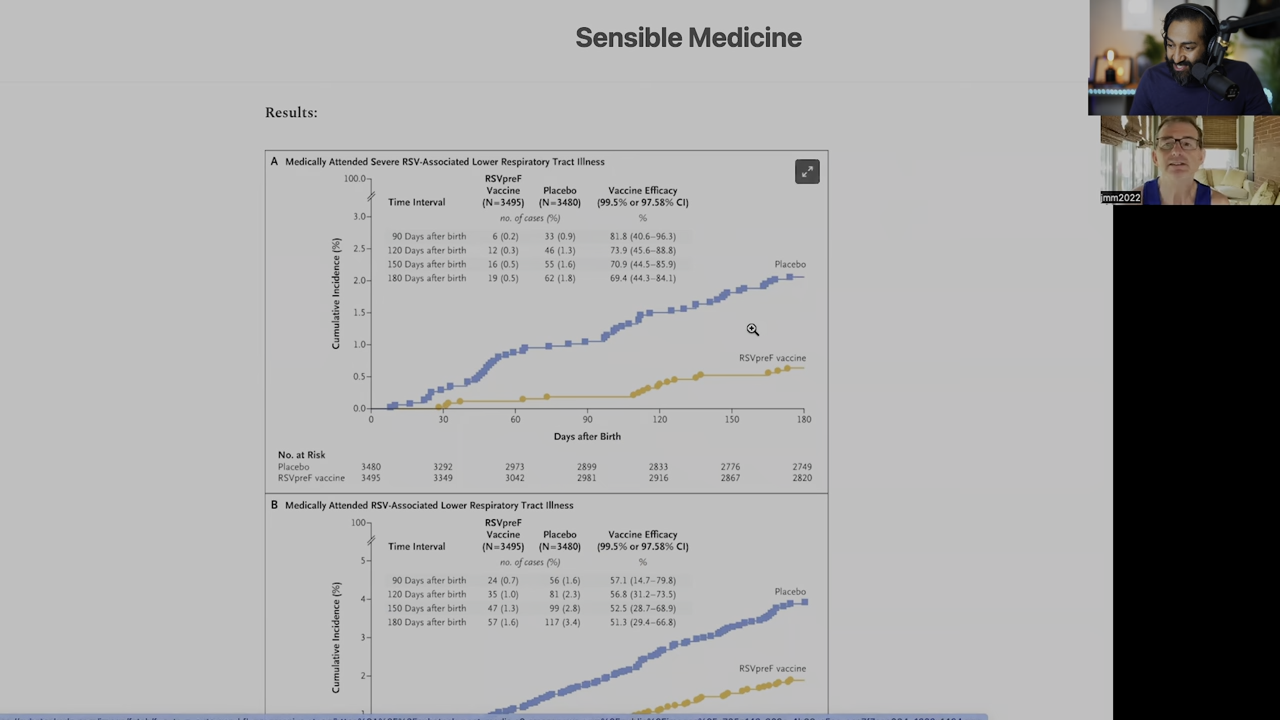 Sensible Medicine
jmm2022
Results:
A Medically Attended Severe RSV-Associated Lower Respiratory Tract Illness
Time Interval RSVpreF Vaccine (N=3495) Placebo (N=3480) Vaccine Efficacy (99.5% or 97.58% CI)
no. of cases (%) %
90 Days after birth 6 (0.2) 33 (0.9) 81.8 (40.6–96.3)
120 Days after birth 12 (0.3) 46 (1.3) 73.9 (45.6–88.8)
150 Days after birth 16 (0.5) 55 (1.6) 70.9 (44.5–85.9)
180 Days after birth 19 (0.5) 62 (1.8) 69.4 (44.3–84.1)
Cumulative Incidence (%)
100.0
3.0
2.5
2.0
1.5
1.0
0.5
0.0
Placebo
RSVpreF vaccine
0 30 60 90 120 150 180
Days after Birth
No. at Risk
Placebo 3480 3292 2973 2899 2833 2776 2749
RSVpreF vaccine 3495 3349 3042 2981 2916 2867 2820
B Medically Attended RSV-Associated Lower Respiratory Tract Illness
Time Interval RSVpreF Vaccine (N=3495) Placebo (N=3480) Vaccine Efficacy (99.5% or 97.58% CI)
no. of cases (%) %
90 Days after birth 24 (0.7) 56 (1.6) 57.1 (14.7–79.8)
120 Days after birth 35 (1.0) 81 (2.3) 56.8 (31.2–73.5)
150 Days after birth 47 (1.3) 99 (2.8) 52.5 (28.7–68.9)
180 Days after birth 57 (1.6) 117 (3.4) 51.3 (29.4–66.8)
Cumulative Incidence (%)
100
5
4
3
2
1
Placebo
RSVpreF vaccine